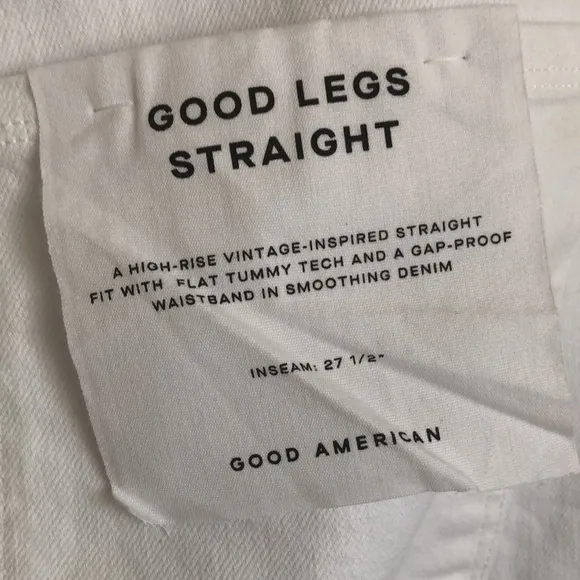 GOOD LEGS
STRAIGHT
A HIGH-RISE VINTAGE-INSPIRED STRAIGHT
FIT WITH FLAT TUMMY TECH AND A GAP-PROOF
WAISTBAND IN SMOOTHING DENIM
INSEAM: 27 1/2"
GOOD AMERICAN